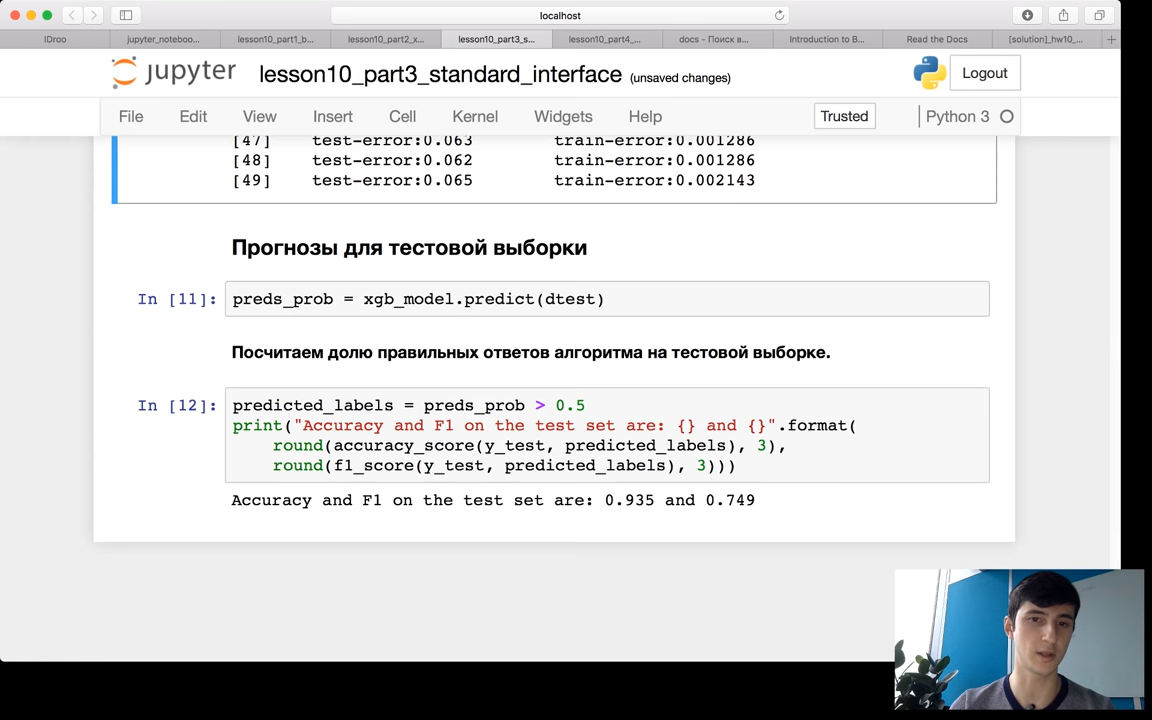 localhost
IDroo
jupyter_noteboo...
lesson10_part1_b...
lesson10_part2_x...
lesson10_part3_s...
lesson10_part4_...
docs - Поиск в...
Introduction to B...
Read the Docs
[solution]_hw10_...
jupyter
lesson10_part3_standard_interface (unsaved changes)
Logout
File Edit View Insert Cell Kernel Widgets Help
Trusted
Python 3
[47] test-error:0.063 train-error:0.001286
[48] test-error:0.062 train-error:0.001286
[49] test-error:0.065 train-error:0.002143
Прогнозы для тестовой выборки
In [11]: preds_prob = xgb_model.predict(dtest)
Посчитаем долю правильных ответов алгоритма на тестовой выборке.
In [12]: predicted_labels = preds_prob > 0.5
print("Accuracy and F1 on the test set are: {} and {}".format(
round(accuracy_score(y_test, predicted_labels), 3),
round(f1_score(y_test, predicted_labels), 3)))
Accuracy and F1 on the test set are: 0.935 and 0.749